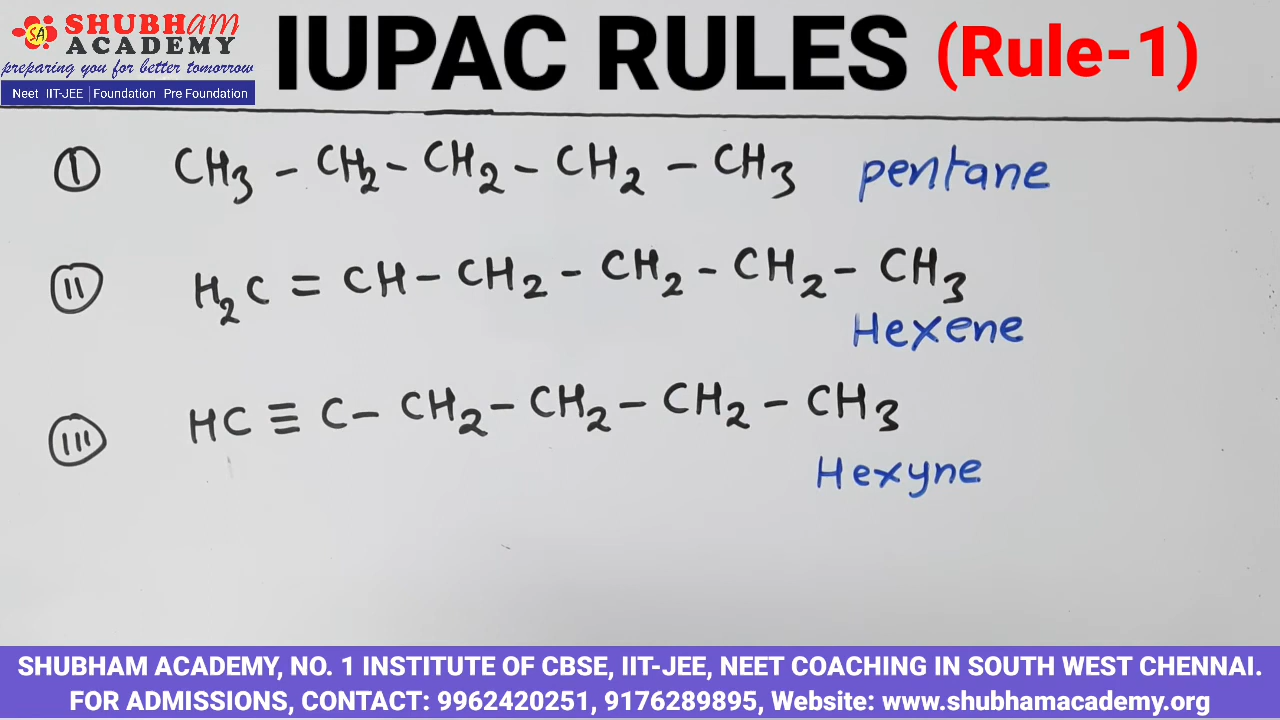 SHUBHAM
ACADEMY
SA
preparing you for better tomorrow
Neet IIT-JEE | Foundation Pre Foundation
IUPAC RULES (Rule-1)
I CH3 - CH2 - CH2 - CH2 - CH3 pentane
II H2C = CH - CH2 - CH2 - CH2 - CH3
Hexene
III HC ≡ C - CH2 - CH2 - CH2 - CH3
Hexyne
SHUBHAM ACADEMY, NO. 1 INSTITUTE OF CBSE, IIT-JEE, NEET COACHING IN SOUTH WEST CHENNAI.
FOR ADMISSIONS, CONTACT: 9962420251, 9176289895, Website: www.shubhamacademy.org